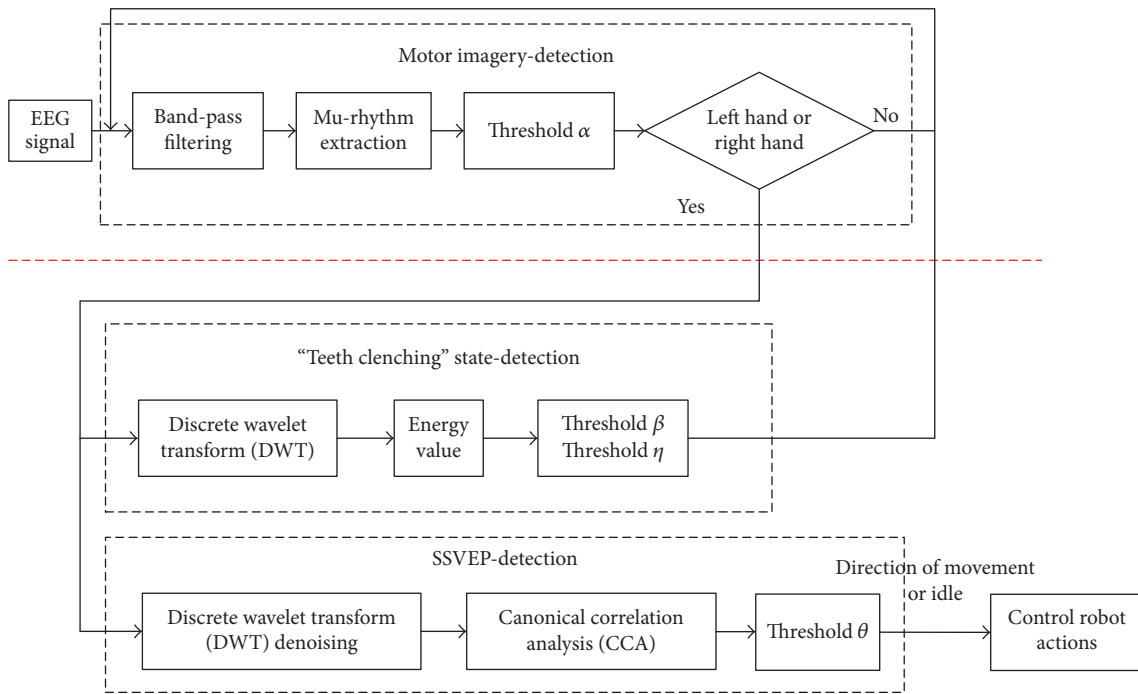 Motor imagery-detection
EEG
signal
Band-pass
filtering
Mu-rhythm
extraction
Threshold α
Left hand or
right hand
No
Yes
“Teeth clenching” state-detection
Discrete wavelet
transform (DWT)
Energy
value
Threshold β
Threshold η
SSVEP-detection
Discrete wavelet transform
(DWT) denoising
Canonical correlation
analysis (CCA)
Threshold θ
Direction of movement
or idle
Control robot
actions